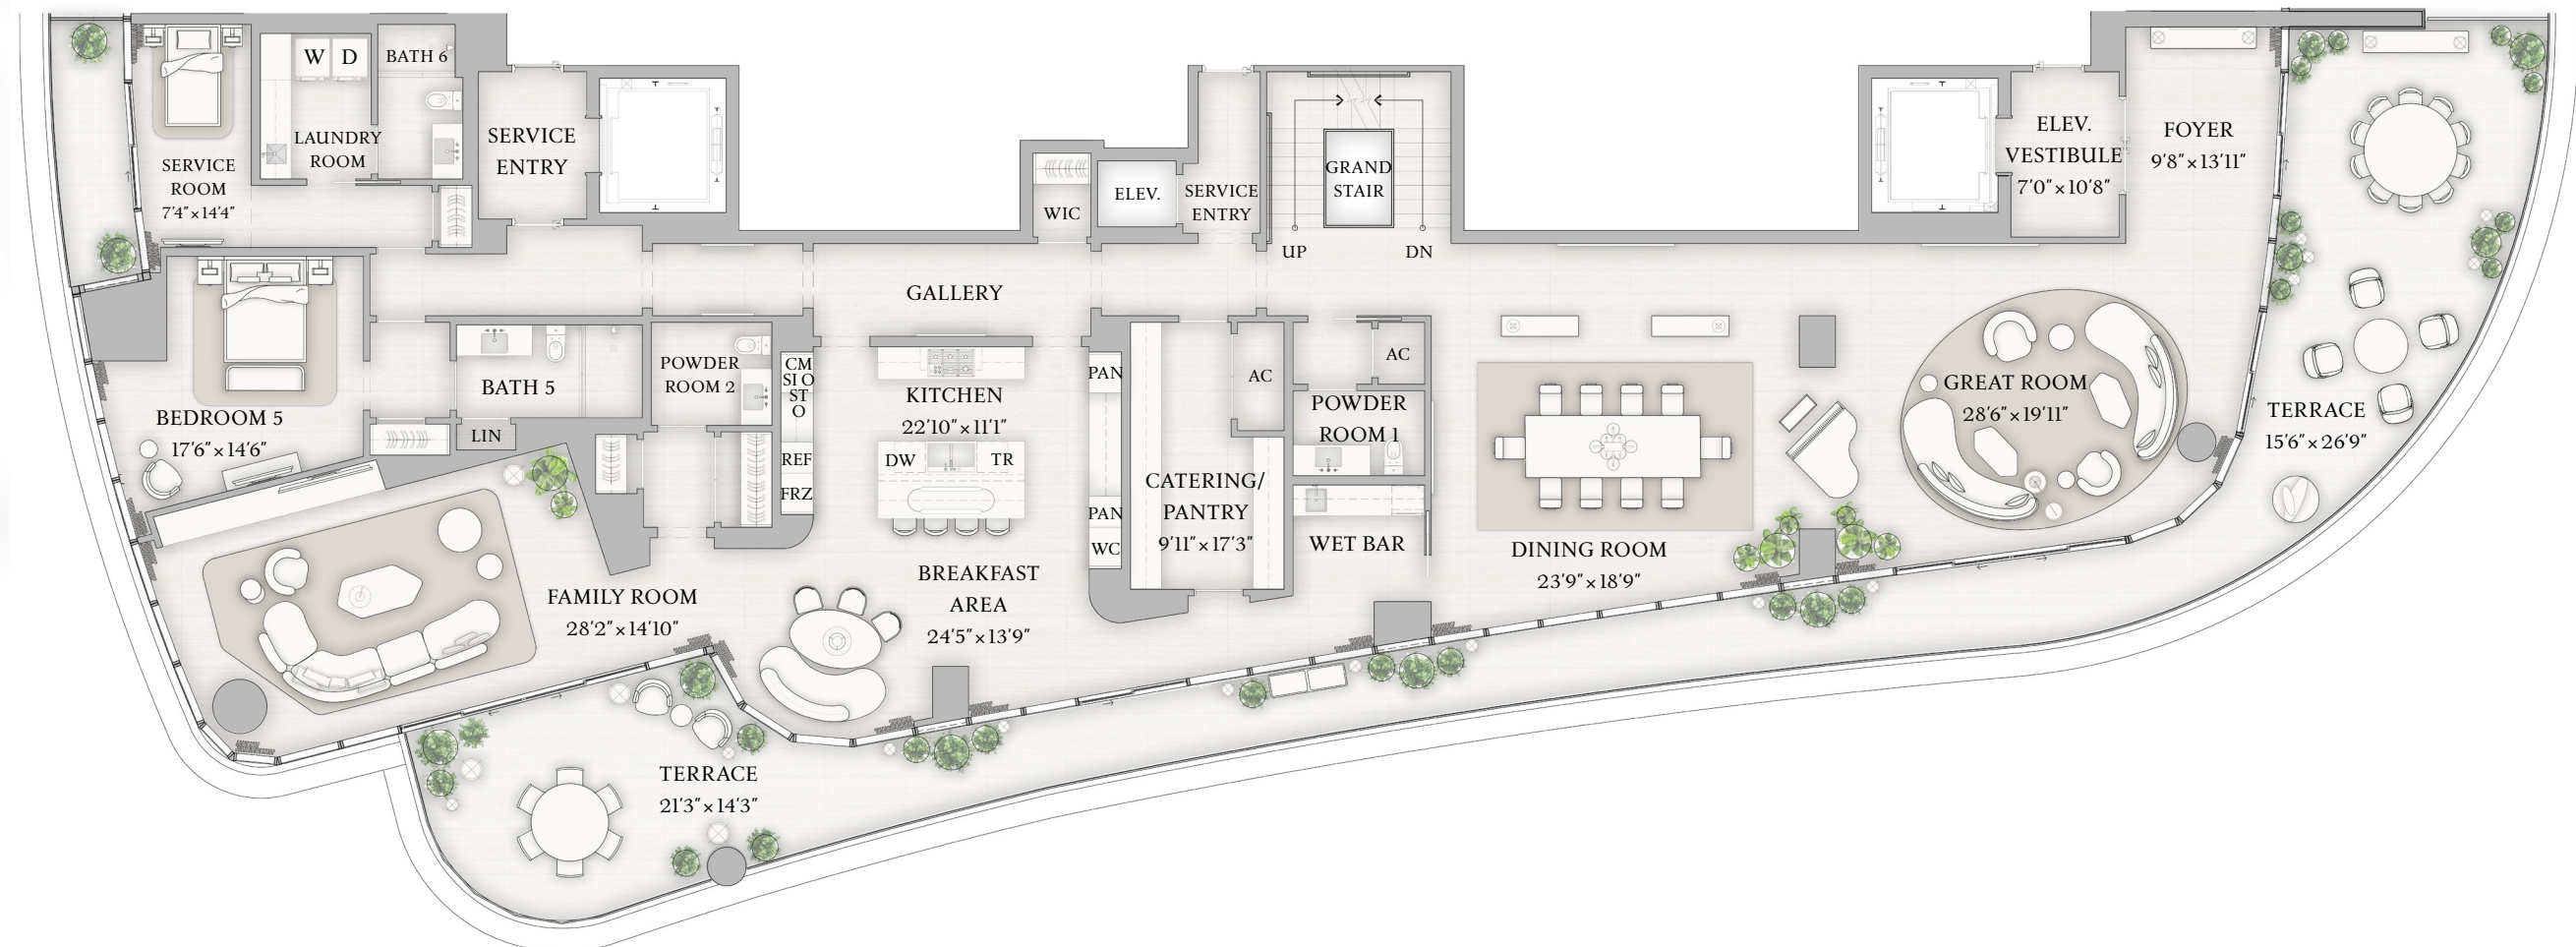 W D
BATH 6
LAUNDRY
ROOM
SERVICE
ROOM
7'4"×14'4"
SERVICE
ENTRY
WIC
ELEV.
SERVICE
ENTRY
GRAND
STAIR
UP
DN
ELEV.
VESTIBULE
7'0"×10'8"
FOYER
9'8"×13'11"
GALLERY
BEDROOM 5
17'6"×14'6"
BATH 5
LIN
POWDER
ROOM 2
CM
SI O
ST
O
REF
FRZ
KITCHEN
22'10"×11'1"
DW
TR
PAN
PAN
WC
CATERING/
PANTRY
9'11"×17'3"
AC
AC
POWDER
ROOM 1
WET BAR
DINING ROOM
23'9"×18'9"
GREAT ROOM
28'6"×19'11"
TERRACE
15'6"×26'9"
FAMILY ROOM
28'2"×14'10"
BREAKFAST
AREA
24'5"×13'9"
TERRACE
21'3"×14'3"